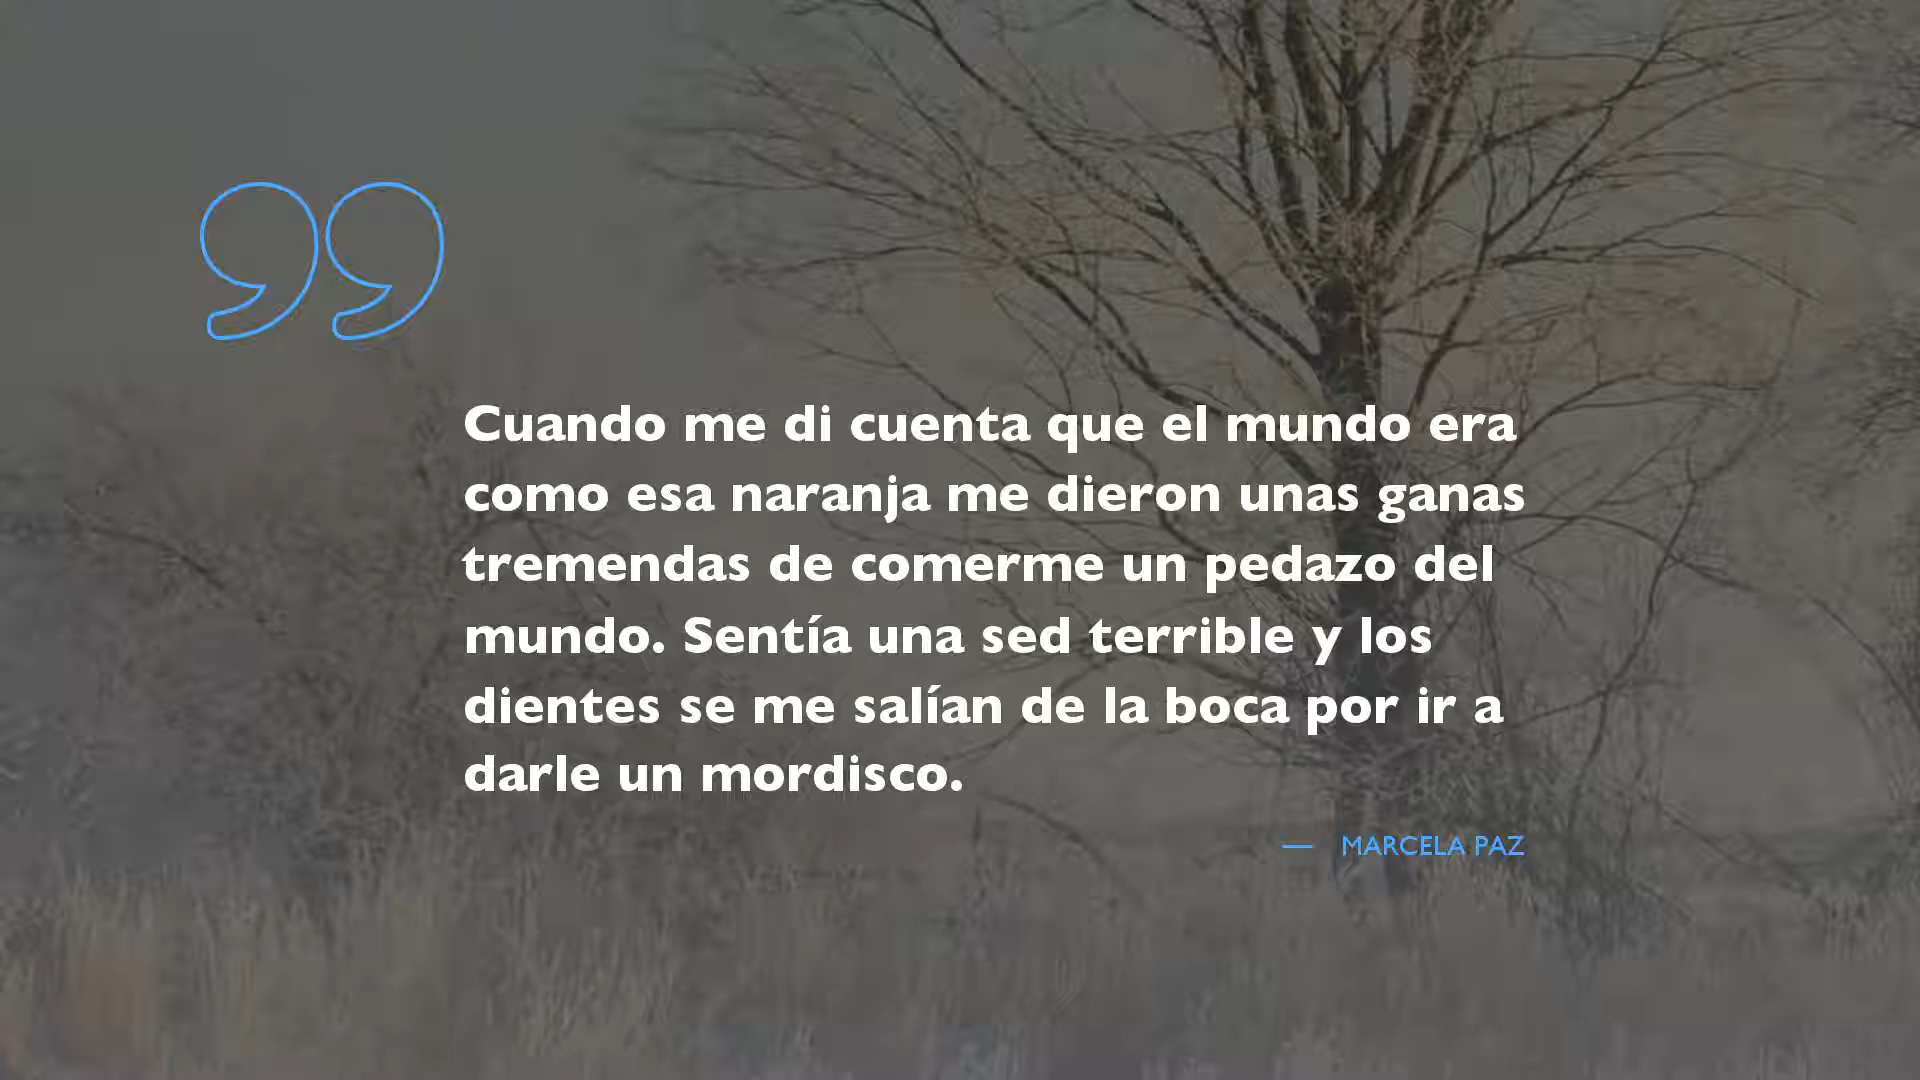 Cuando me di cuenta que el mundo era
como esa naranja me dieron unas ganas
tremendas de comerme un pedazo del
mundo. Sentía una sed terrible y los
dientes se me salían de la boca por ir a
darle un mordisco.
— MARCELA PAZ